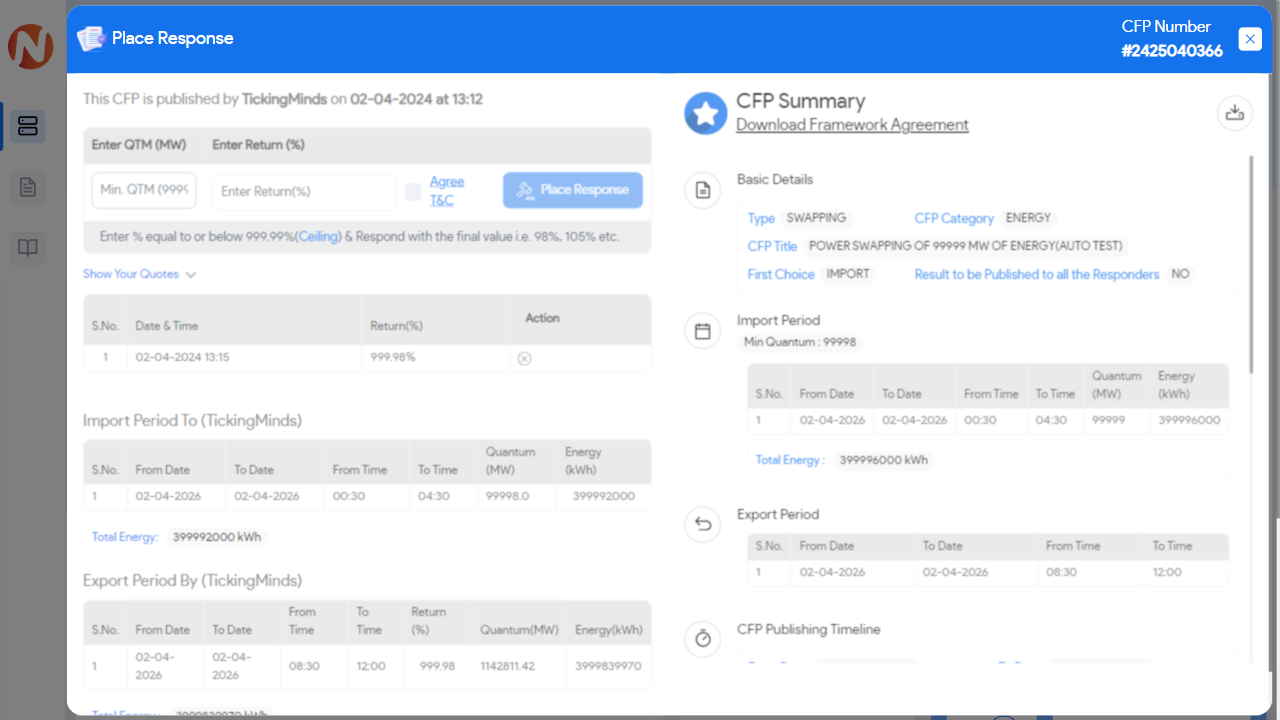 Place Response
CFP Number
#2425040366
This CFP is published by TickingMinds on 02-04-2024 at 13:12
Enter QTM (MW) Enter Return (%)
Min. QTM (9999
Enter Return(%)
Agree T&C
Place Response
Enter % equal to or below 999.99%(Ceiling) & Respond with the final value i.e. 98%, 105% etc.
Show Your Quotes
S.No. Date & Time Return(%) Action
1 02-04-2024 13:15 999.98%
Import Period To (TickingMinds)
S.No. From Date To Date From Time To Time Quantum (MW) Energy (kWh)
1 02-04-2026 02-04-2026 00:30 04:30 99998.0 399992000
Total Energy: 399992000 kWh
Export Period By (TickingMinds)
S.No. From Date To Date From Time To Time Return (%) Quantum(MW) Energy(kWh)
1 02-04-2026 02-04-2026 08:30 12:00 999.98 1142811.42 3999839970
Total Energy: 3999839970 kWh
CFP Summary
Download Framework Agreement
Basic Details
Type SWAPPING CFP Category ENERGY
CFP Title POWER SWAPPING OF 99999 MW OF ENERGY(AUTO TEST)
First Choice IMPORT Result to be Published to all the Responders NO
Import Period
Min Quantum : 99998
S.No. From Date To Date From Time To Time Quantum (MW) Energy (kWh)
1 02-04-2026 02-04-2026 00:30 04:30 99999 399996000
Total Energy : 399996000 kWh
Export Period
S.No. From Date To Date From Time To Time
1 02-04-2026 02-04-2026 08:30 12:00
CFP Publishing Timeline